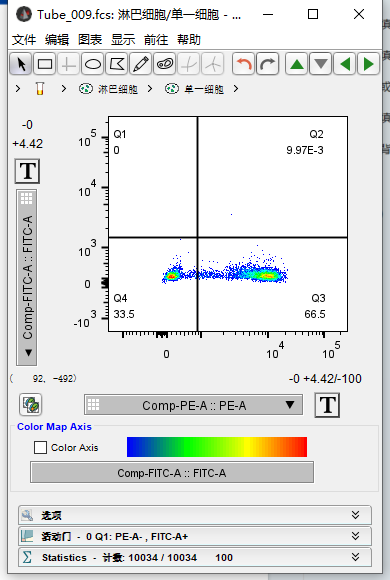 Tube_009.fcs: 淋巴细胞/单一细胞 - ...
文件 编辑 图表 显示 前往 帮助
淋巴细胞 单一细胞
-0
+4.42
T
Comp-FITC-A :: FITC-A
Q1
0
Q2
9.97E-3
Q4
33.5
Q3
66.5
10^5
10^4
10^3
0
-10^3
0 10^4 10^5
( 92, -492)
-0 +4.42/-100
Comp-PE-A :: PE-A
T
Color Map Axis
Color Axis
Comp-FITC-A :: FITC-A
选项
活动门 - 0 Q1: PE-A- , FITC-A+
Statistics - 计数: 10034 / 10034 100